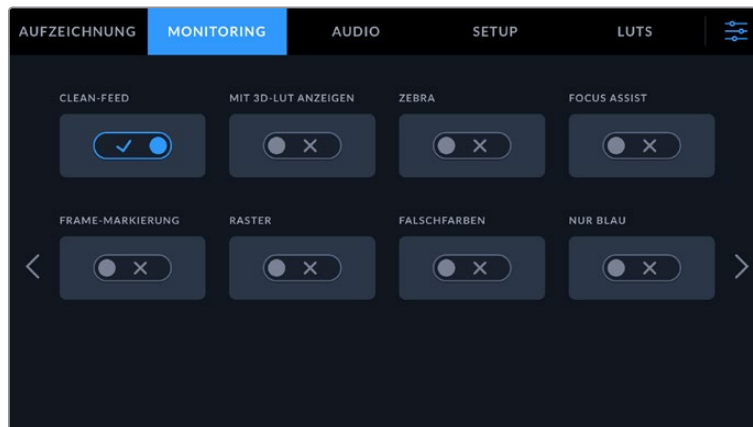 AUFZEICHNUNG MONITORING AUDIO SETUP LUTS
CLEAN-FEED MIT 3D-LUT ANZEIGEN ZEBRA FOCUS ASSIST
FRAME-MARKIERUNG RASTER FALSCHFARBEN NUR BLAU